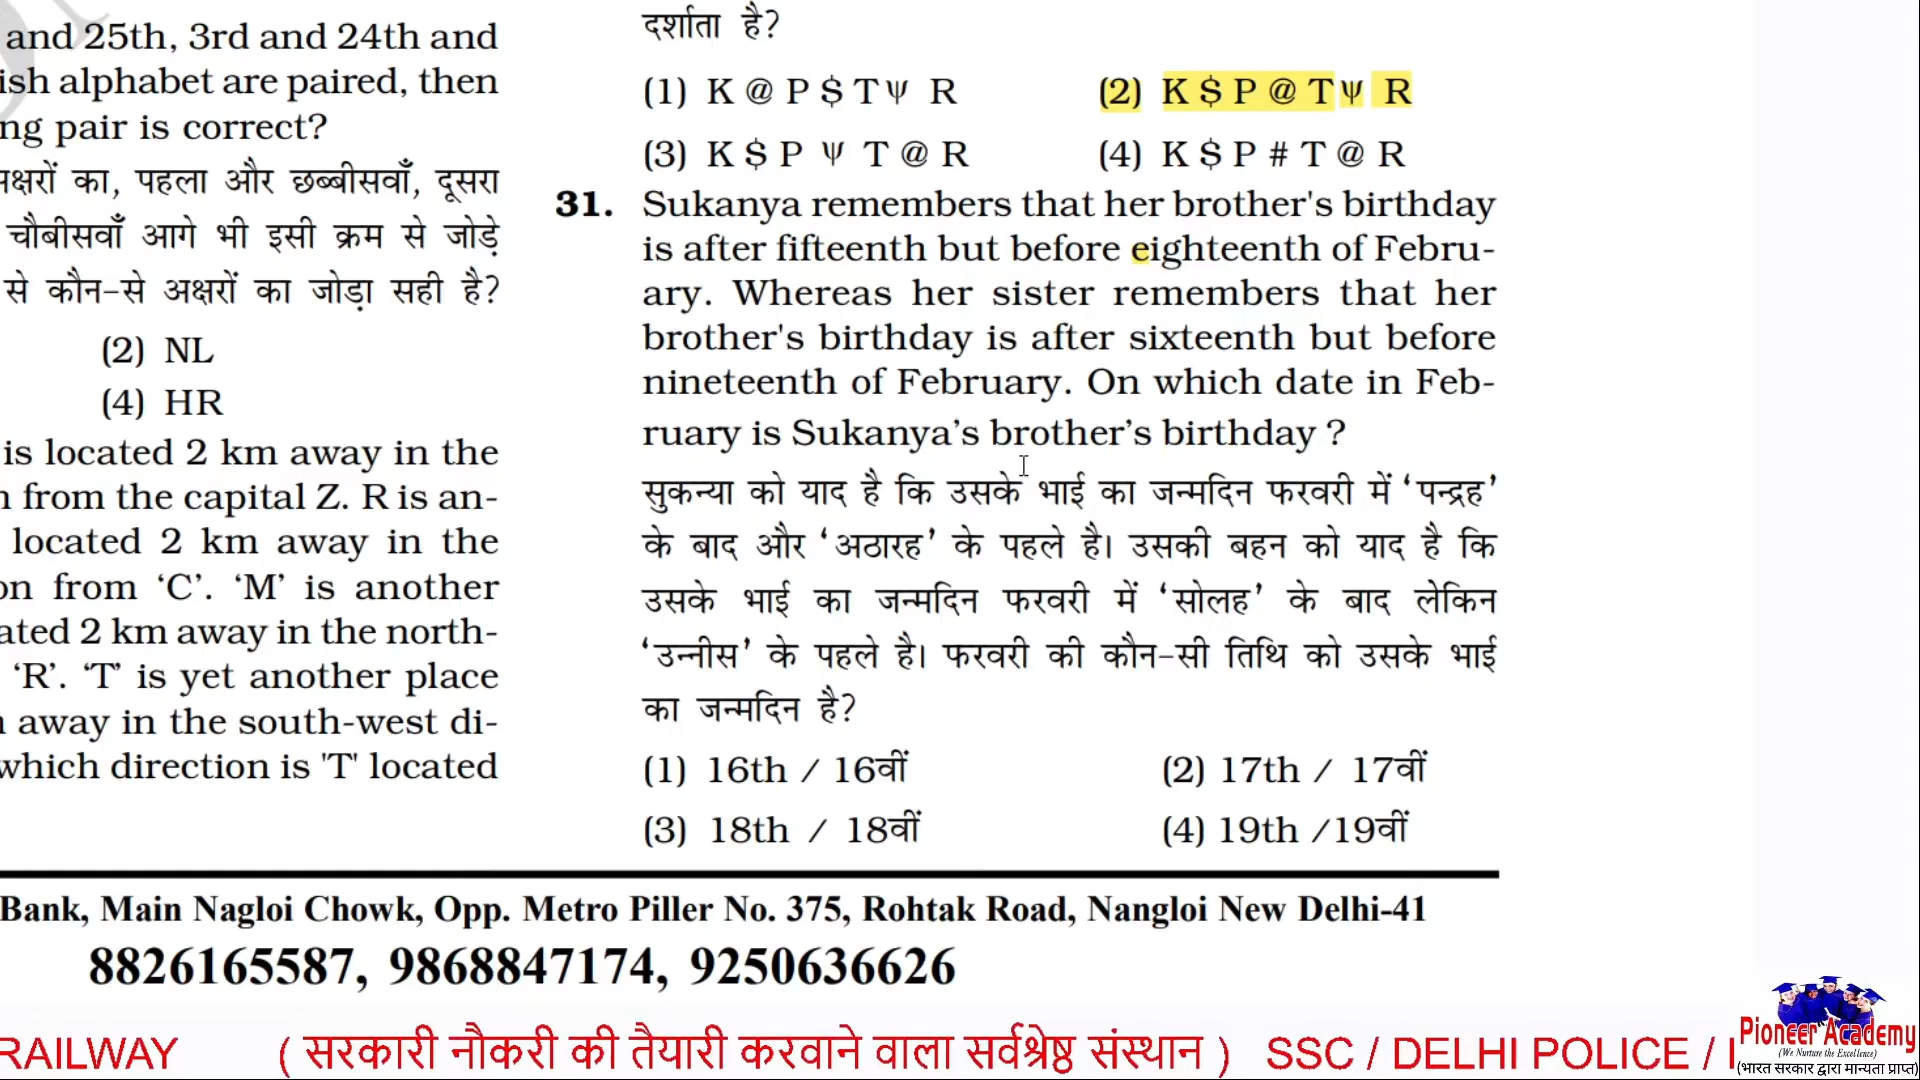 and 25th, 3rd and 24th and
ish alphabet are paired, then
ng pair is correct?
अक्षरों का, पहला और छब्बीसवाँ, दूसरा
चौबीसवाँ आगे भी इसी क्रम से जोड़े
से कौन-से अक्षरों का जोड़ा सही है?
(2) NL
(4) HR
is located 2 km away in the
n from the capital Z. R is an-
located 2 km away in the
on from ‘C’. ‘M’ is another
ated 2 km away in the north-
‘R’. ‘T’ is yet another place
away in the south-west di-
which direction is 'T' located
दर्शाता है?
(1) K @ P $ T ψ R (2) K $ P @ T ψ R
(3) K $ P ψ T @ R (4) K $ P # T @ R
31. Sukanya remembers that her brother's birthday
is after fifteenth but before eighteenth of Febru-
ary. Whereas her sister remembers that her
brother's birthday is after sixteenth but before
nineteenth of February. On which date in Feb-
ruary is Sukanya’s brother’s birthday ?
सुकन्या को याद है कि उसके भाई का जन्मदिन फरवरी में ‘पन्द्रह’
के बाद और ‘अठारह’ के पहले है। उसकी बहन को याद है कि
उसके भाई का जन्मदिन फरवरी में ‘सोलह’ के बाद लेकिन
‘उन्नीस’ के पहले है। फरवरी की कौन-सी तिथि को उसके भाई
का जन्मदिन है?
(1) 16th / 16वीं (2) 17th / 17वीं
(3) 18th / 18वीं (4) 19th /19वीं
Bank, Main Nagloi Chowk, Opp. Metro Piller No. 375, Rohtak Road, Nangloi New Delhi-41
8826165587, 9868847174, 9250636626
RAILWAY ( सरकारी नौकरी की तैयारी करवाने वाला सर्वश्रेष्ठ संस्थान ) SSC / DELHI POLICE / I
Pioneer Academy
(We Nurture the Excellence)
(भारत सरकार द्वारा मान्यता प्राप्त)